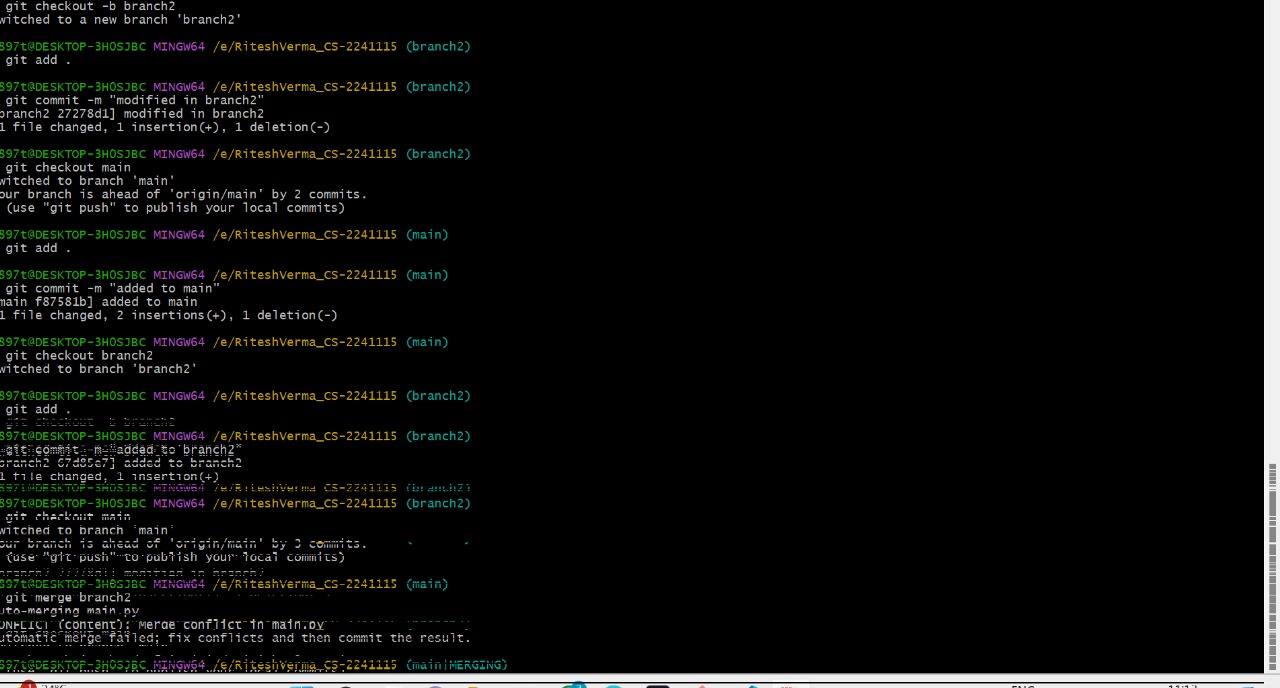 git checkout -b branch2
witched to a new branch 'branch2'
897t@DESKTOP-3H0SJBC MINGW64 /e/RiteshVerma_CS-2241115 (branch2)
git add .
897t@DESKTOP-3H0SJBC MINGW64 /e/RiteshVerma_CS-2241115 (branch2)
git commit -m "modified in branch2"
branch2 27278d1] modified in branch2
1 file changed, 1 insertion(+), 1 deletion(-)
897t@DESKTOP-3H0SJBC MINGW64 /e/RiteshVerma_CS-2241115 (branch2)
git checkout main
witched to branch 'main'
our branch is ahead of 'origin/main' by 2 commits.
(use "git push" to publish your local commits)
897t@DESKTOP-3H0SJBC MINGW64 /e/RiteshVerma_CS-2241115 (main)
git add .
897t@DESKTOP-3H0SJBC MINGW64 /e/RiteshVerma_CS-2241115 (main)
git commit -m "added to main"
main f87581b] added to main
1 file changed, 2 insertions(+), 1 deletion(-)
897t@DESKTOP-3H0SJBC MINGW64 /e/RiteshVerma_CS-2241115 (main)
git checkout branch2
witched to branch 'branch2'
897t@DESKTOP-3H0SJBC MINGW64 /e/RiteshVerma_CS-2241115 (branch2)
git add .
897t@DESKTOP-3H0SJBC MINGW64 /e/RiteshVerma_CS-2241115 (branch2)
git commit -m "added to branch2"
branch2 67d85e7] added to branch2
1 file changed, 1 insertion(+)
897t@DESKTOP-3H0SJBC MINGW64 /e/RiteshVerma_CS-2241115 (branch2)
git checkout main
witched to branch 'main'
our branch is ahead of 'origin/main' by 3 commits.
(use "git push" to publish your local commits)
897t@DESKTOP-3H0SJBC MINGW64 /e/RiteshVerma_CS-2241115 (main)
git merge branch2
uto-merging main.py
ONFLICT (content): Merge conflict in main.py
utomatic merge failed; fix conflicts and then commit the result.
897t@DESKTOP-3H0SJBC MINGW64 /e/RiteshVerma_CS-2241115 (main|MERGING)